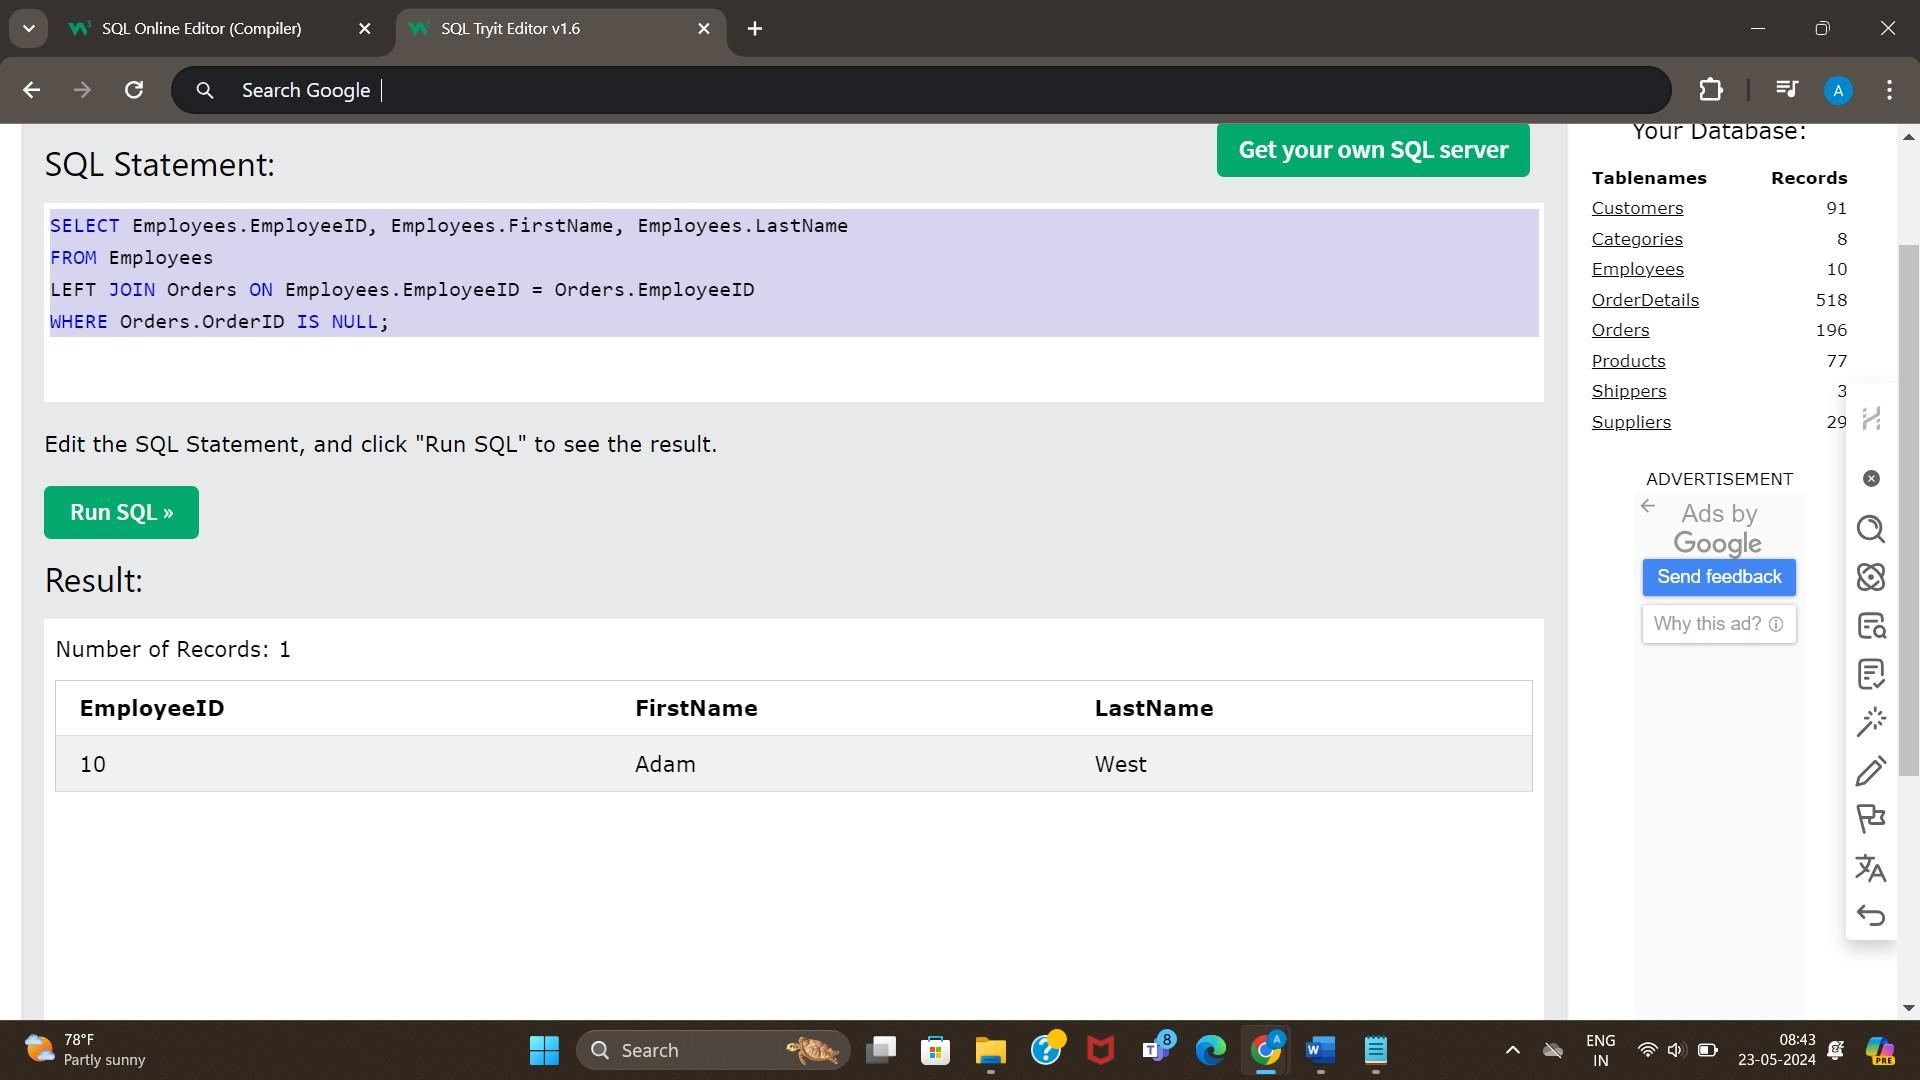 SQL Online Editor (Compiler)
SQL Tryit Editor v1.6
Search Google
A
SQL Statement:
Get your own SQL server
SELECT Employees.EmployeeID, Employees.FirstName, Employees.LastName
FROM Employees
LEFT JOIN Orders ON Employees.EmployeeID = Orders.EmployeeID
WHERE Orders.OrderID IS NULL;
Edit the SQL Statement, and click "Run SQL" to see the result.
Run SQL »
Result:
Number of Records: 1
EmployeeID FirstName LastName
10 Adam West
Your Database:
Tablenames Records
Customers 91
Categories 8
Employees 10
OrderDetails 518
Orders 196
Products 77
Shippers 3
Suppliers 29
ADVERTISEMENT
Ads by
Google
Send feedback
Why this ad?
78°F
Partly sunny
Search
8
A
ENG
IN
08:43
23-05-2024
PRE